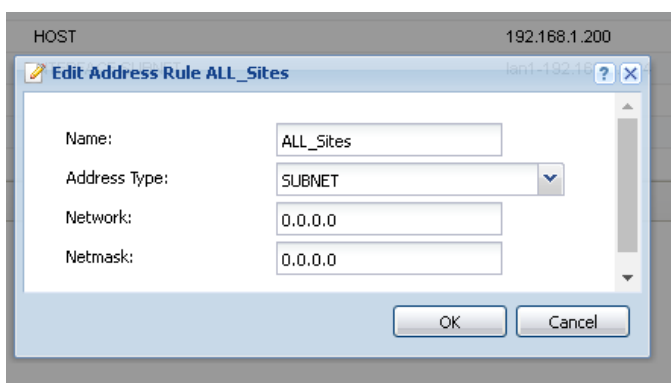 HOST 192.168.1.200
Edit Address Rule ALL_Sites
Name: ALL_Sites
Address Type: SUBNET
Network: 0.0.0.0
Netmask: 0.0.0.0
OK Cancel